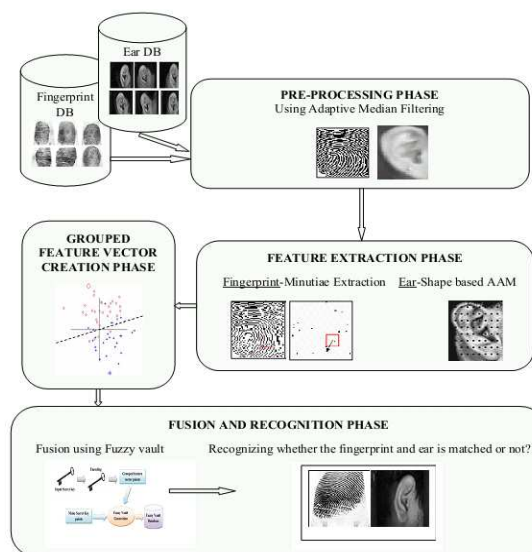 Ear DB
Fingerprint
DB
PRE-PROCESSING PHASE
Using Adaptive Median Filtering
GROUPED
FEATURE VECTOR
CREATION PHASE
FEATURE EXTRACTION PHASE
Fingerprint-Minutiae Extraction Ear-Shape based AAM
FUSION AND RECOGNITION PHASE
Fusion using Fuzzy vault Recognizing whether the fingerprint and ear is matched or not?